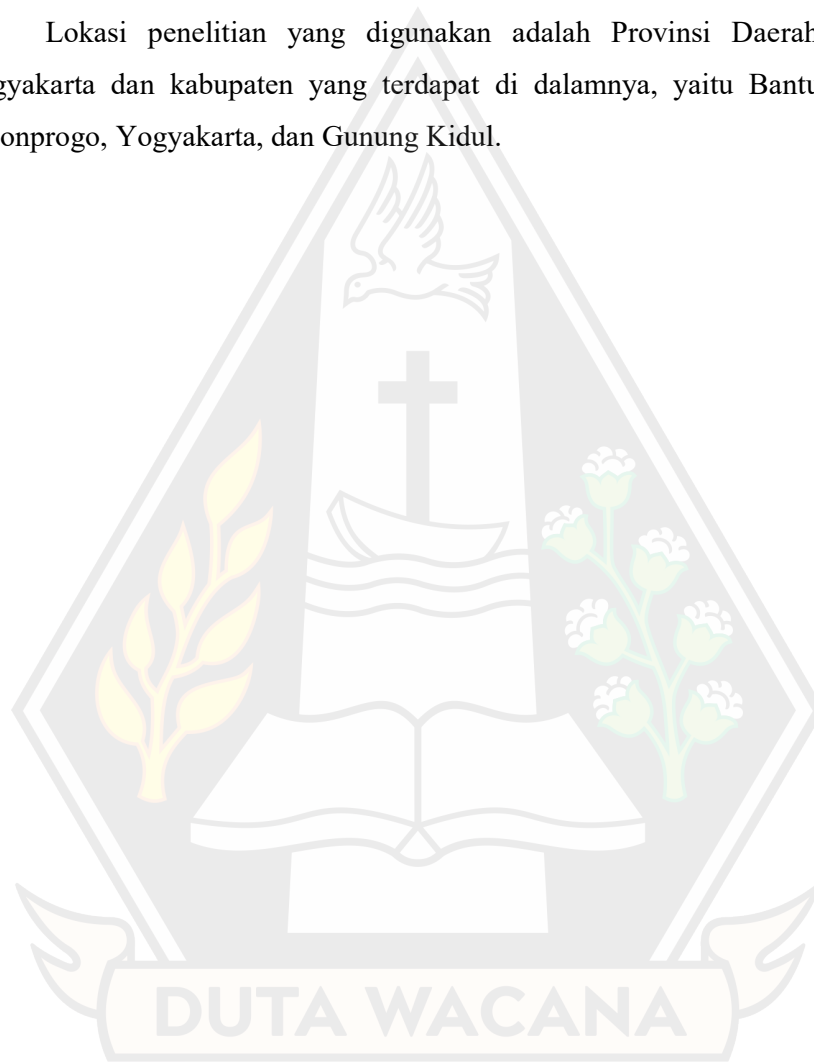 Lokasi penelitian yang digunakan adalah Provinsi Daerah
gyakarta dan kabupaten yang terdapat di dalamnya, yaitu Bantu
onprogo, Yogyakarta, dan Gunung Kidul.
DUTA WACANA